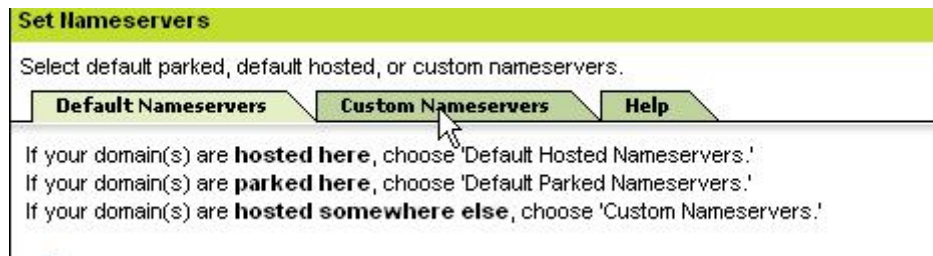 Set Nameservers
Select default parked, default hosted, or custom nameservers.
Default Nameservers Custom Nameservers Help
If your domain(s) are hosted here, choose 'Default Hosted Nameservers.'
If your domain(s) are parked here, choose 'Default Parked Nameservers.'
If your domain(s) are hosted somewhere else, choose 'Custom Nameservers.'